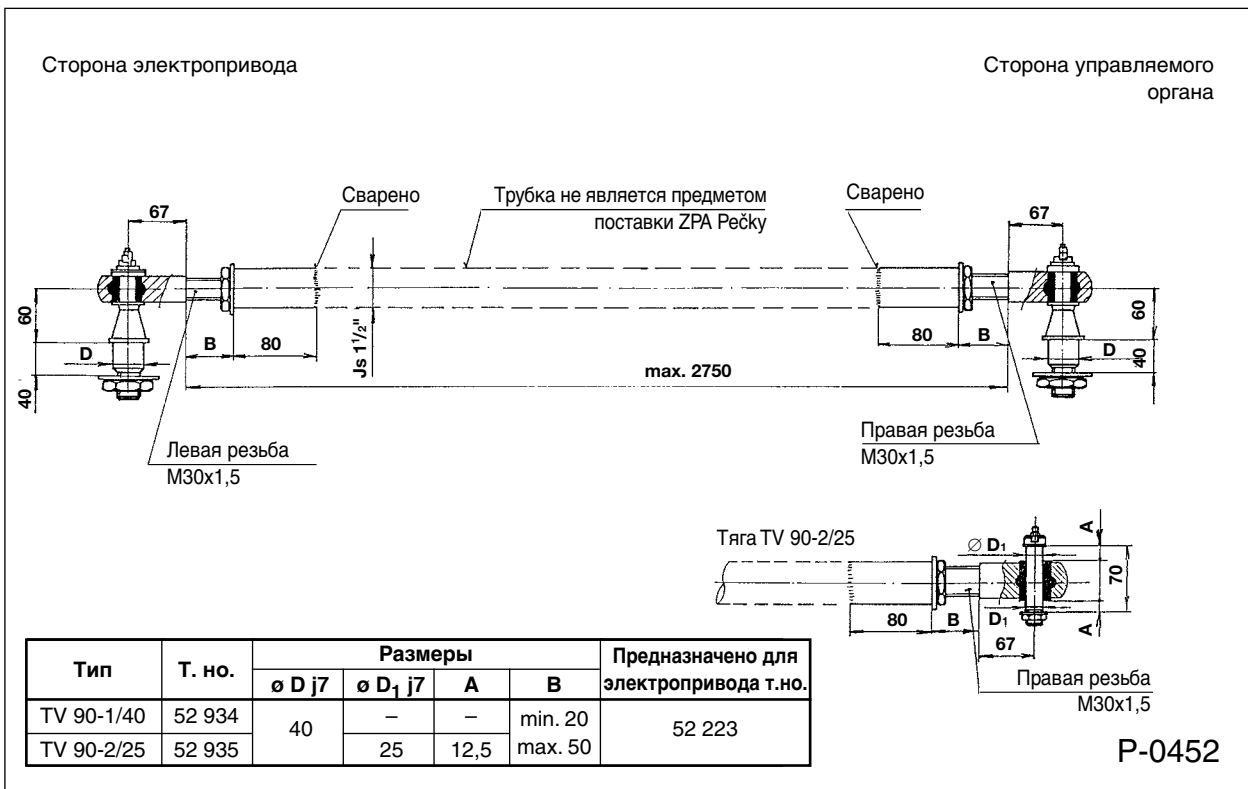 Сторона электропривода
Сторона управляемого
органа
67
Сварено
Трубка не является предметом
поставки ZPA Pečky
Сварено
67
60
D
40
B
80
Js 1 1/2"
max. 2750
80
B
60
D
40
Левая резьба
M30x1,5
Правая резьба
M30x1,5
Тяга TV 90-2/25
Ø D1
A
70
80
B
D1
A
67
Правая резьба
M30x1,5
Тип
Т. но.
Размеры
Предназначено для
электропривода т.но.
ø D j7
ø D1 j7
A
B
TV 90-1/40
52 934
40
–
–
min. 20
max. 50
52 223
TV 90-2/25
52 935
25
12,5
P-0452